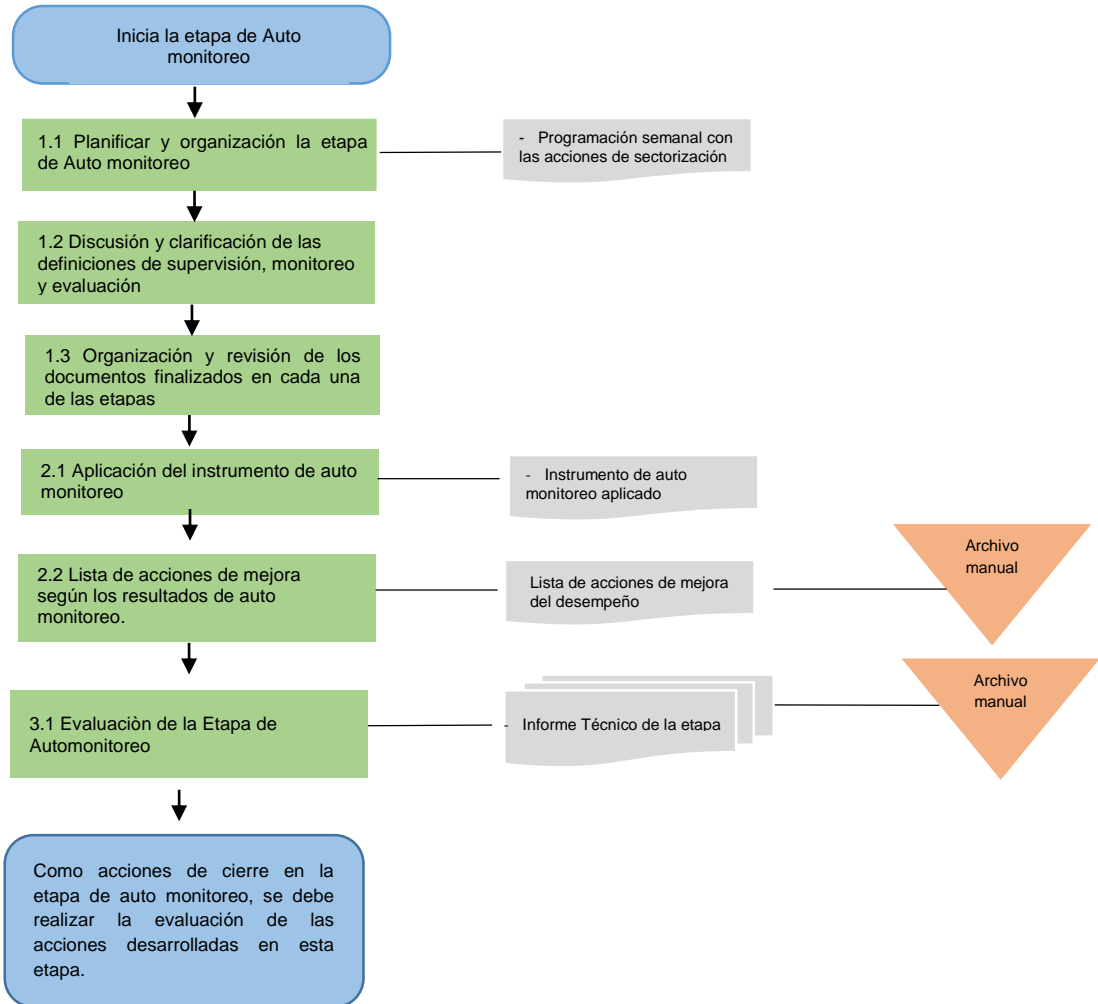 Inicia la etapa de Auto
monitoreo
1.1 Planificar y organización la etapa
de Auto monitoreo
- Programación semanal con
las acciones de sectorización
1.2 Discusión y clarificación de las
definiciones de supervisión, monitoreo
y evaluación
1.3 Organización y revisión de los
documentos finalizados en cada una
de las etapas
2.1 Aplicación del instrumento de auto
monitoreo
- Instrumento de auto
monitoreo aplicado
2.2 Lista de acciones de mejora
según los resultados de auto
monitoreo.
Lista de acciones de mejora
del desempeño
Archivo
manual
3.1 Evaluaciòn de la Etapa de
Automonitoreo
- Informe Técnico de la etapa
Archivo
manual
Como acciones de cierre en la
etapa de auto monitoreo, se debe
realizar la evaluación de las
acciones desarrolladas en esta
etapa.